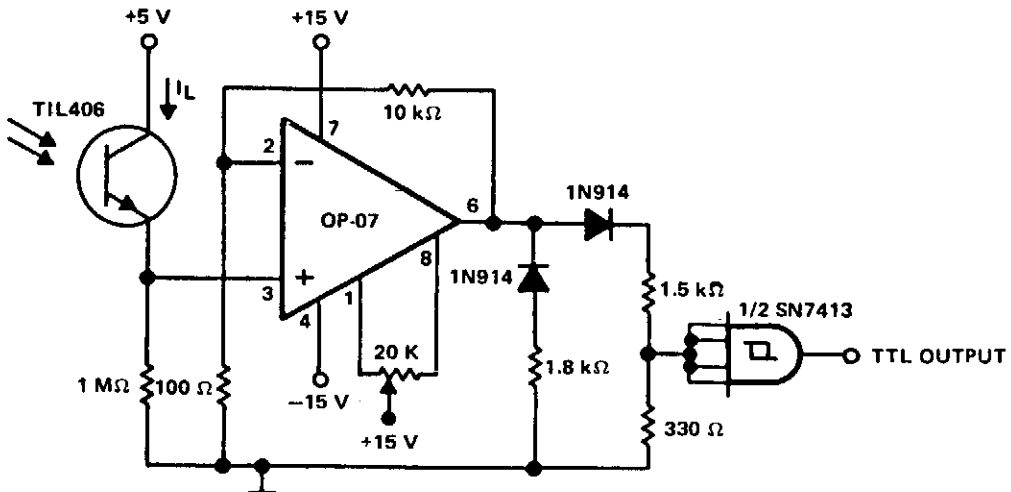 +5 V
+15 V
TIL406
IL
10 kΩ
7
2
−
OP-07
6
1N914
8
1N914
+
3
1
4
1.5 kΩ
1/2 SN7413
20 K
1.8 kΩ
TTL OUTPUT
1 MΩ
100 Ω
−15 V
+15 V
330 Ω